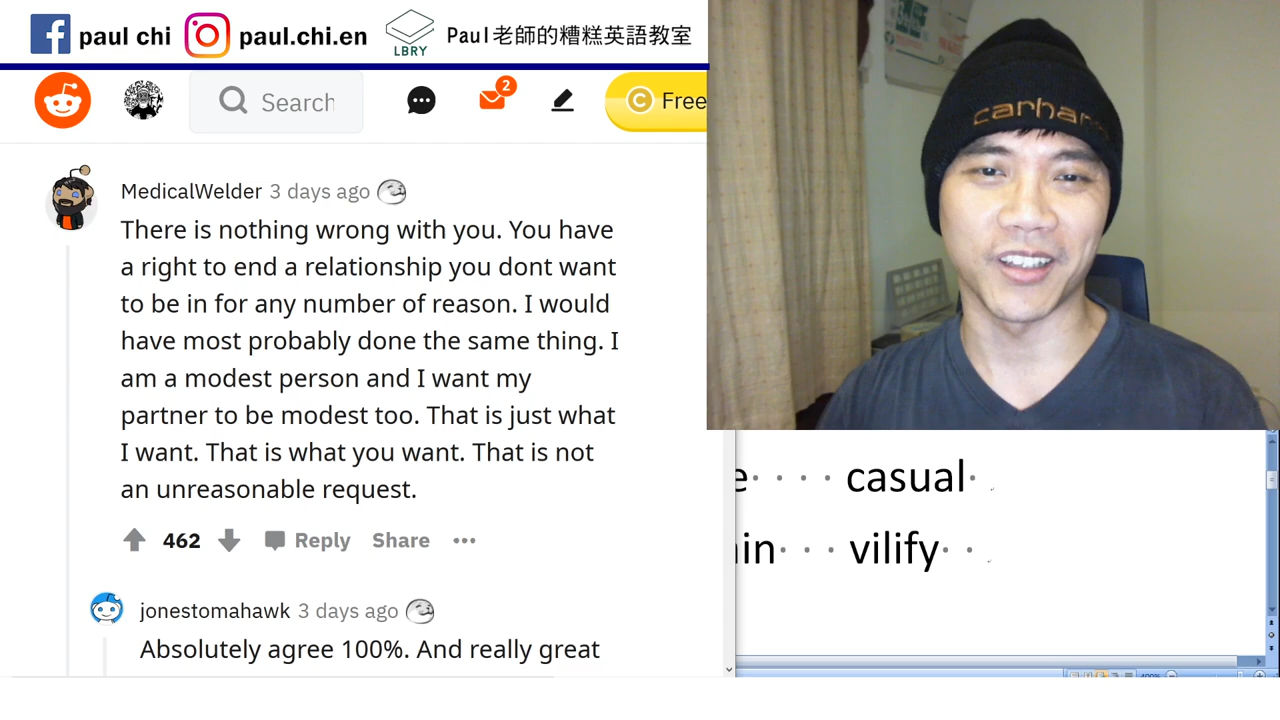 paul chi paul.chi.en LBRY Paul老師的糟糕英語教室
2
Search
Free
MedicalWelder 3 days ago
There is nothing wrong with you. You have
a right to end a relationship you dont want
to be in for any number of reason. I would
have most probably done the same thing. I
am a modest person and I want my
partner to be modest too. That is just what
I want. That is what you want. That is not
an unreasonable request.
462 Reply Share
jonestomahawk 3 days ago
Absolutely agree 100%. And really great
casual
vilify